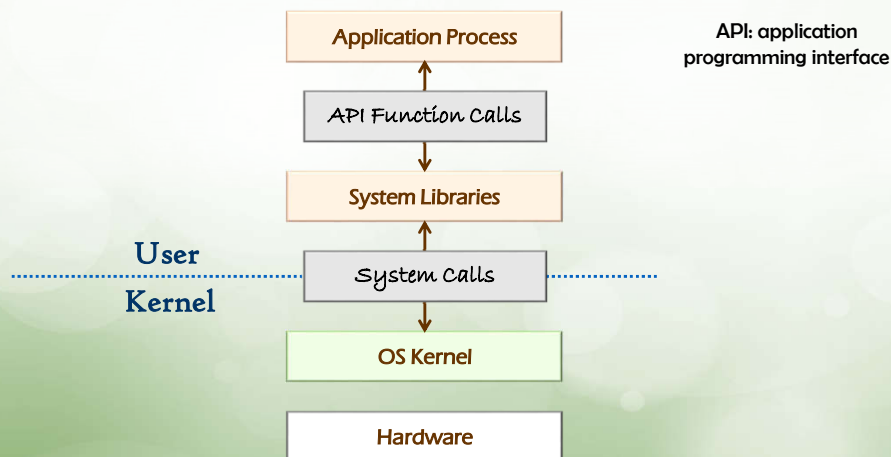 Application Process
API: application
programming interface
API Function Calls
System Libraries
User
System Calls
Kernel
OS Kernel
Hardware